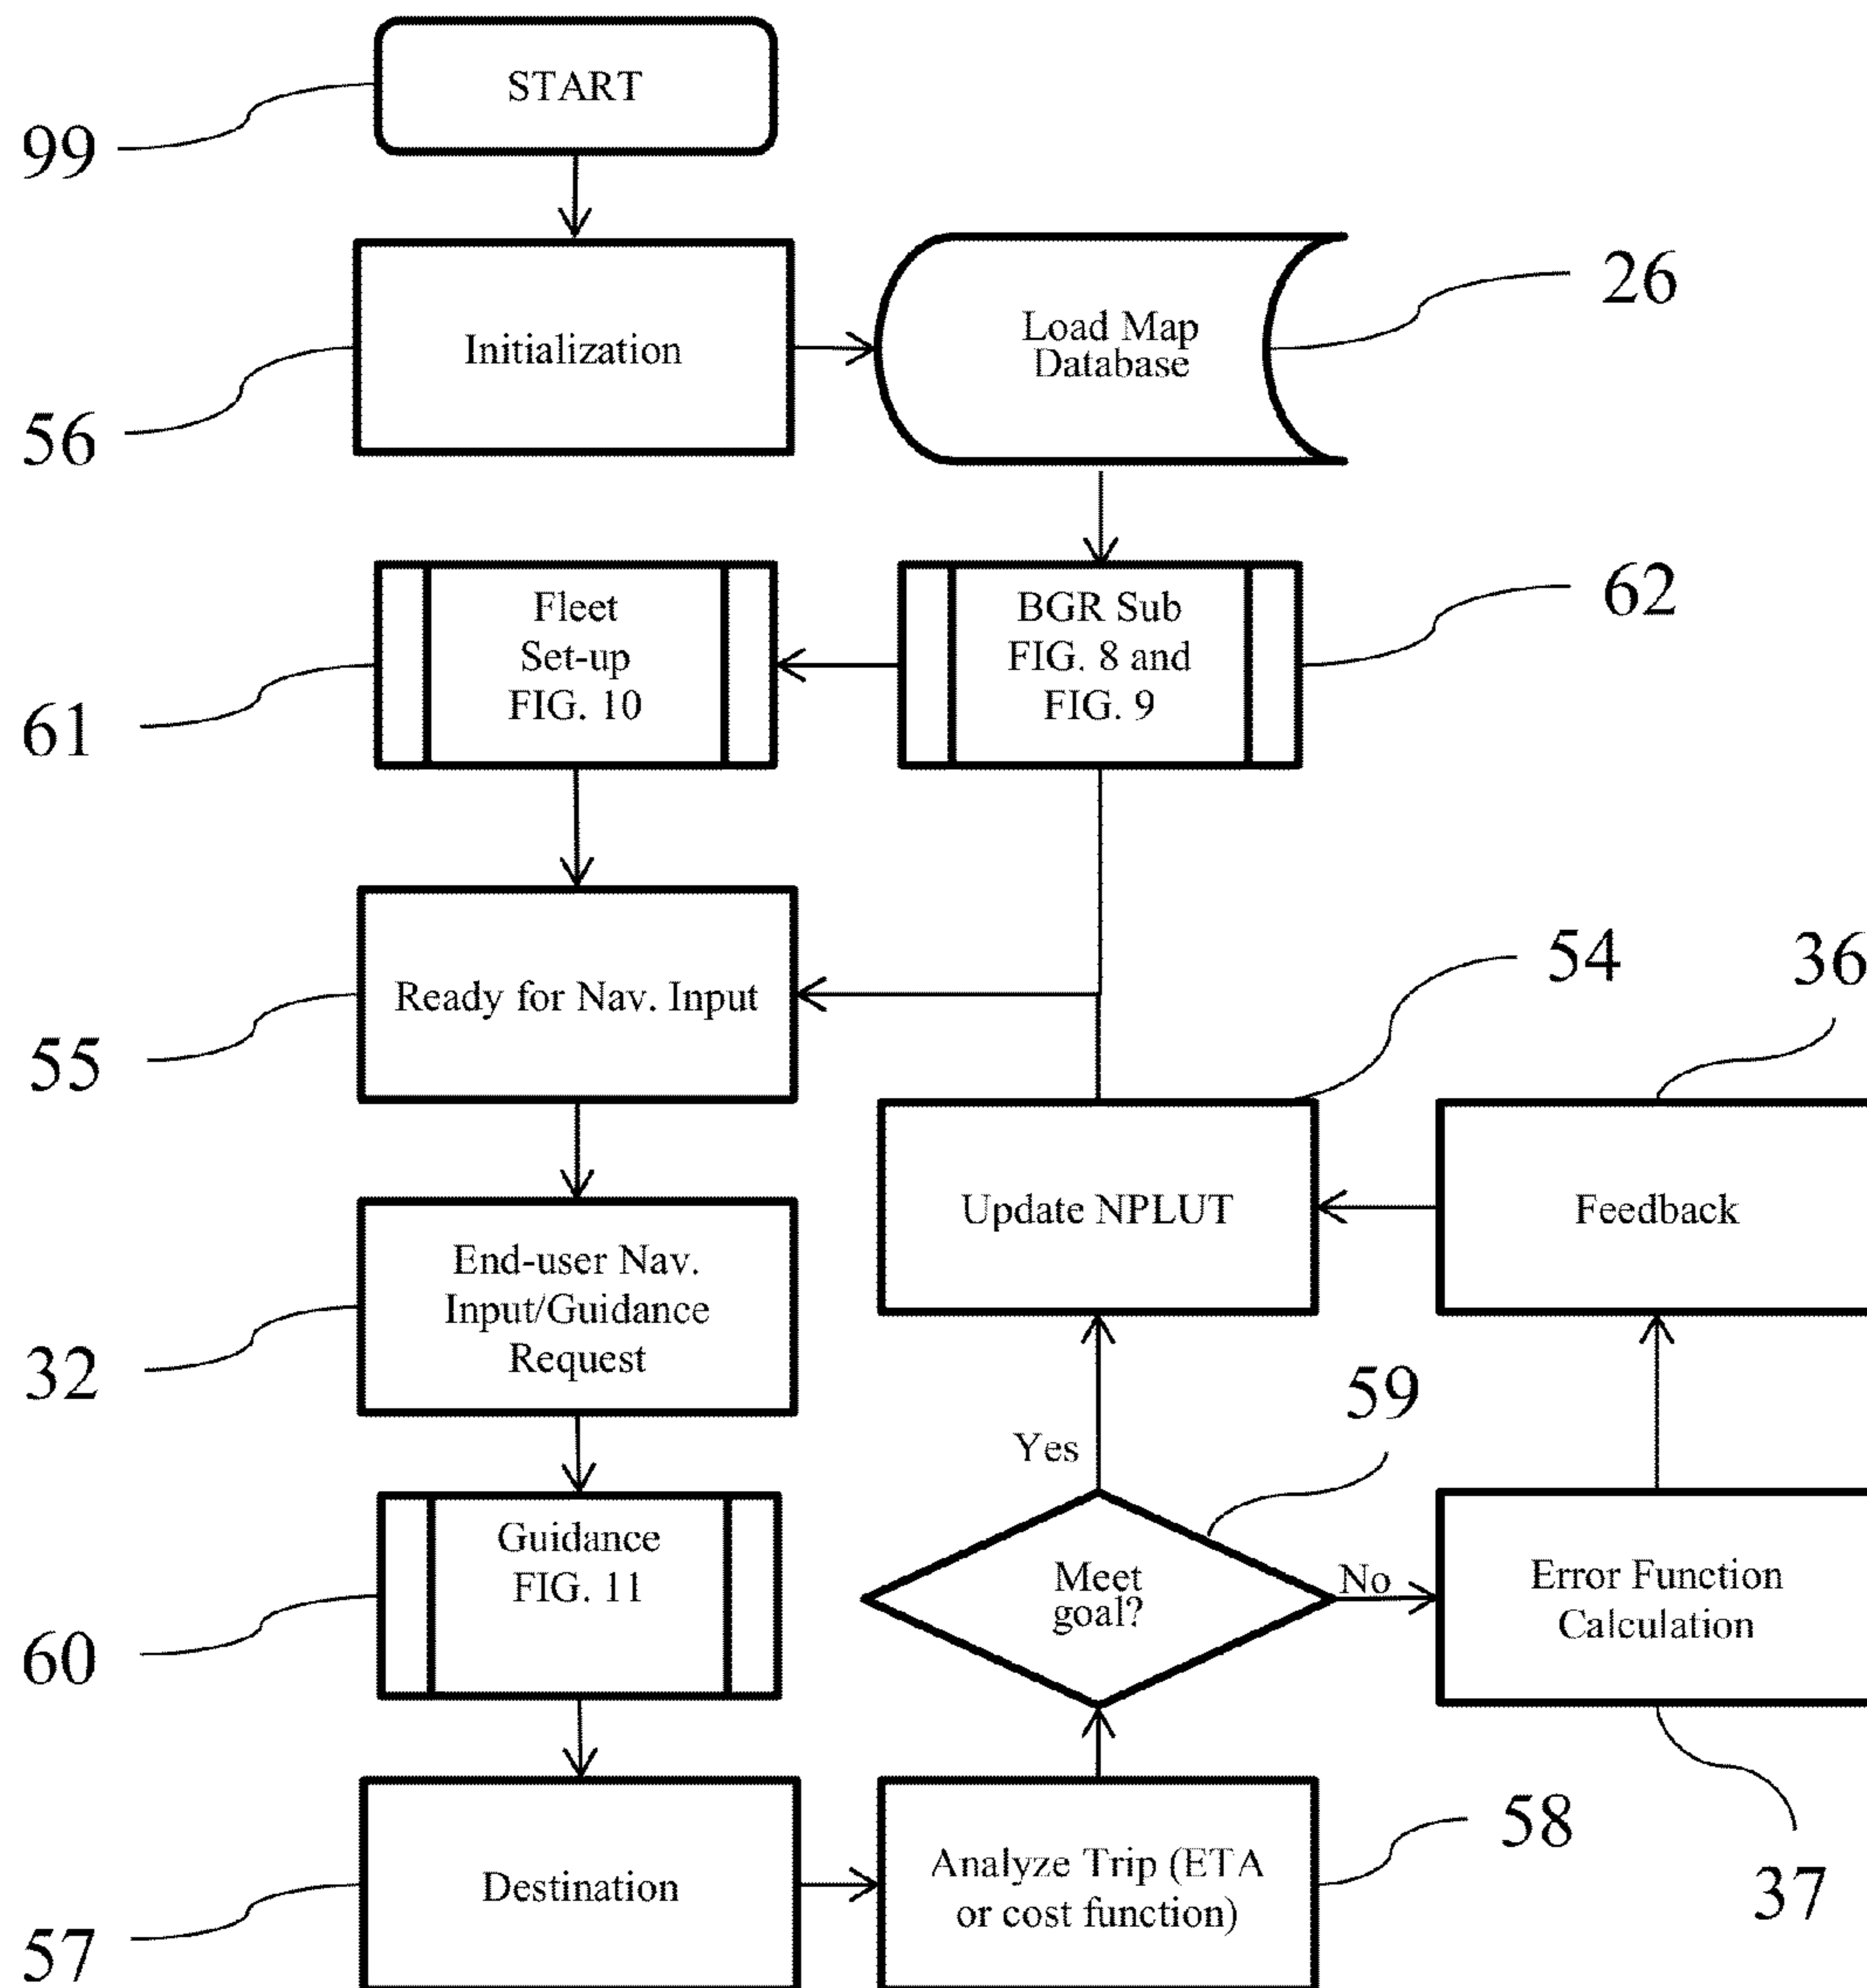 START
99
Initialization
56
Load Map
Database
26
Fleet
Set-up
FIG. 10
61
BGR Sub
FIG. 8 and
FIG. 9
62
Ready for Nav. Input
55
54
36
Update NPLUT
Feedback
End-user Nav.
Input/Guidance
Request
32
Yes
59
Guidance
FIG. 11
60
Meet
goal?
No
Error Function
Calculation
37
Destination
57
Analyze Trip (ETA
or cost function)
58